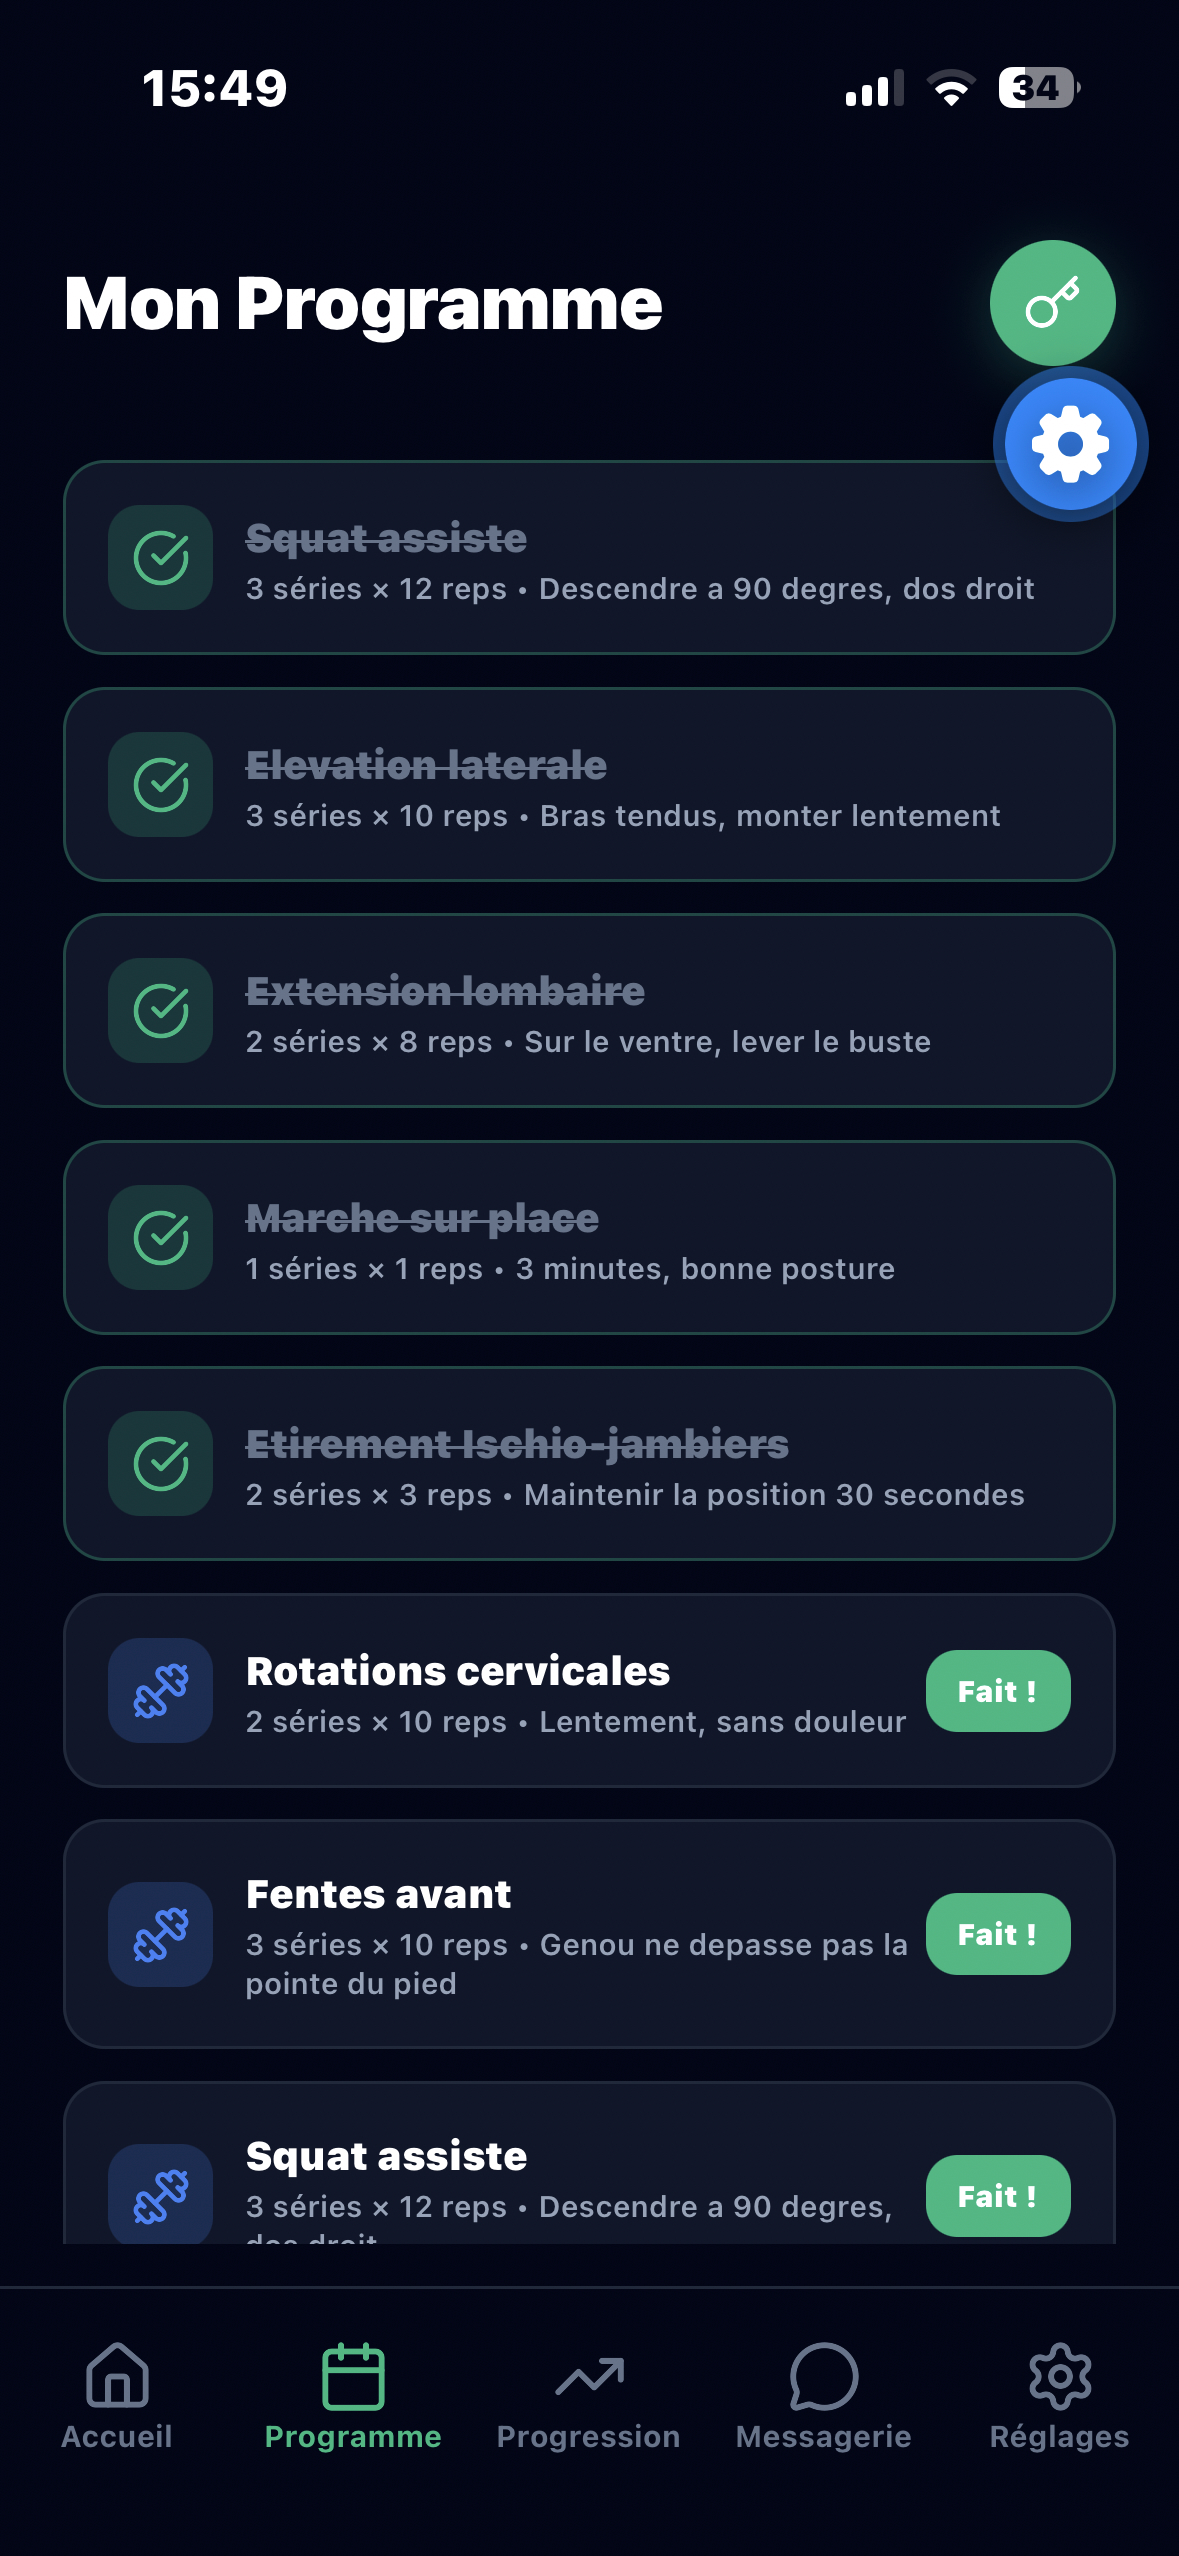 15:49
34
Mon Programme
Squat assiste
3 séries × 12 reps • Descendre a 90 degres, dos droit
Elevation laterale
3 séries × 10 reps • Bras tendus, monter lentement
Extension lombaire
2 séries × 8 reps • Sur le ventre, lever le buste
Marche sur place
1 séries × 1 reps • 3 minutes, bonne posture
Etirement Ischio-jambiers
2 séries × 3 reps • Maintenir la position 30 secondes
Rotations cervicales
2 séries × 10 reps • Lentement, sans douleur
Fait !
Fentes avant
3 séries × 10 reps • Genou ne depasse pas la
pointe du pied
Fait !
Squat assiste
3 séries × 12 reps • Descendre a 90 degres,
dos droit
Fait !
Accueil
Programme
Progression
Messagerie
Réglages